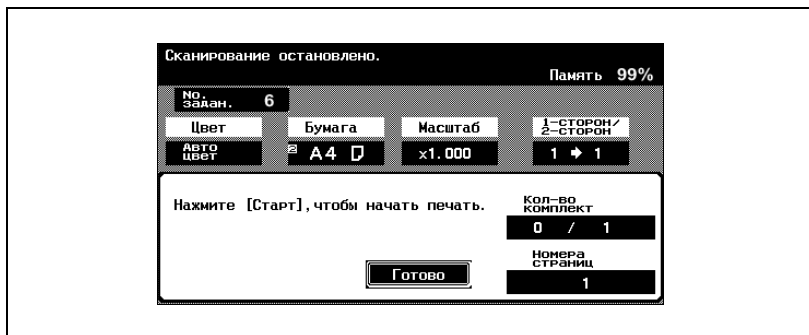 Сканирование остановлено.
Память 99%
No.
задан. 6
Цвет Бумага Масштаб 1-сторон/
2-сторон
Авто
цвет 2 A4 x1.000 1 → 1
Нажмите [Старт],чтобы начать печать.
Кол-во
комплект
0 / 1
Номера
страниц
Готово
1